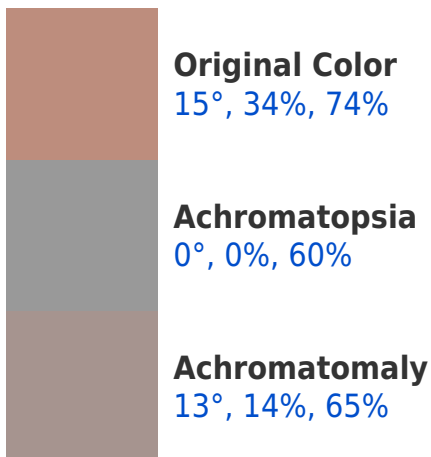 Original Color
15°, 34%, 74%
Achromatopsia
0°, 0%, 60%
Achromatomaly
13°, 14%, 65%